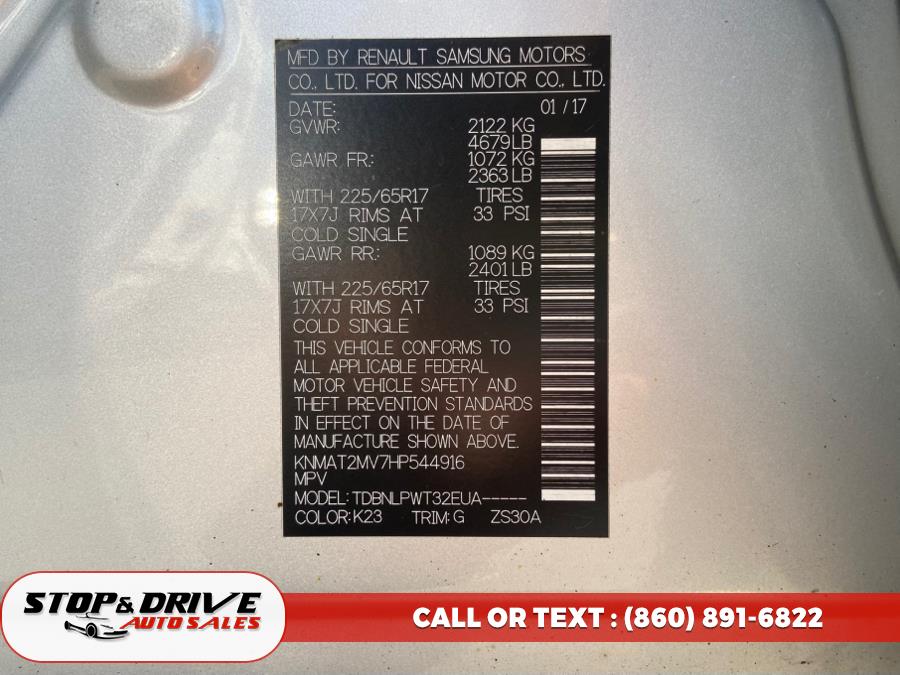 MFD BY RENAULT SAMSUNG MOTORS
CO., LTD. FOR NISSAN MOTOR CO., LTD.
DATE: 01/17
GVWR: 2122 KG
4679 LB
GAWR FR.: 1072 KG
2363 LB
WITH 225/65R17 TIRES
17X7J RIMS AT 33 PSI
COLD SINGLE
GAWR RR.: 1089 KG
2401 LB
WITH 225/65R17 TIRES
17X7J RIMS AT 33 PSI
COLD SINGLE
THIS VEHICLE CONFORMS TO
ALL APPLICABLE FEDERAL
MOTOR VEHICLE SAFETY AND
THEFT PREVENTION STANDARDS
IN EFFECT ON THE DATE OF
MANUFACTURE SHOWN ABOVE.
KNMAT2MV7HP544916
MPV
MODEL: TDBNLPWT32EUA-----
COLOR: K23 TRIM: G ZS30A
STOP & DRIVE
AUTO SALES
CALL OR TEXT : (860) 891-6822